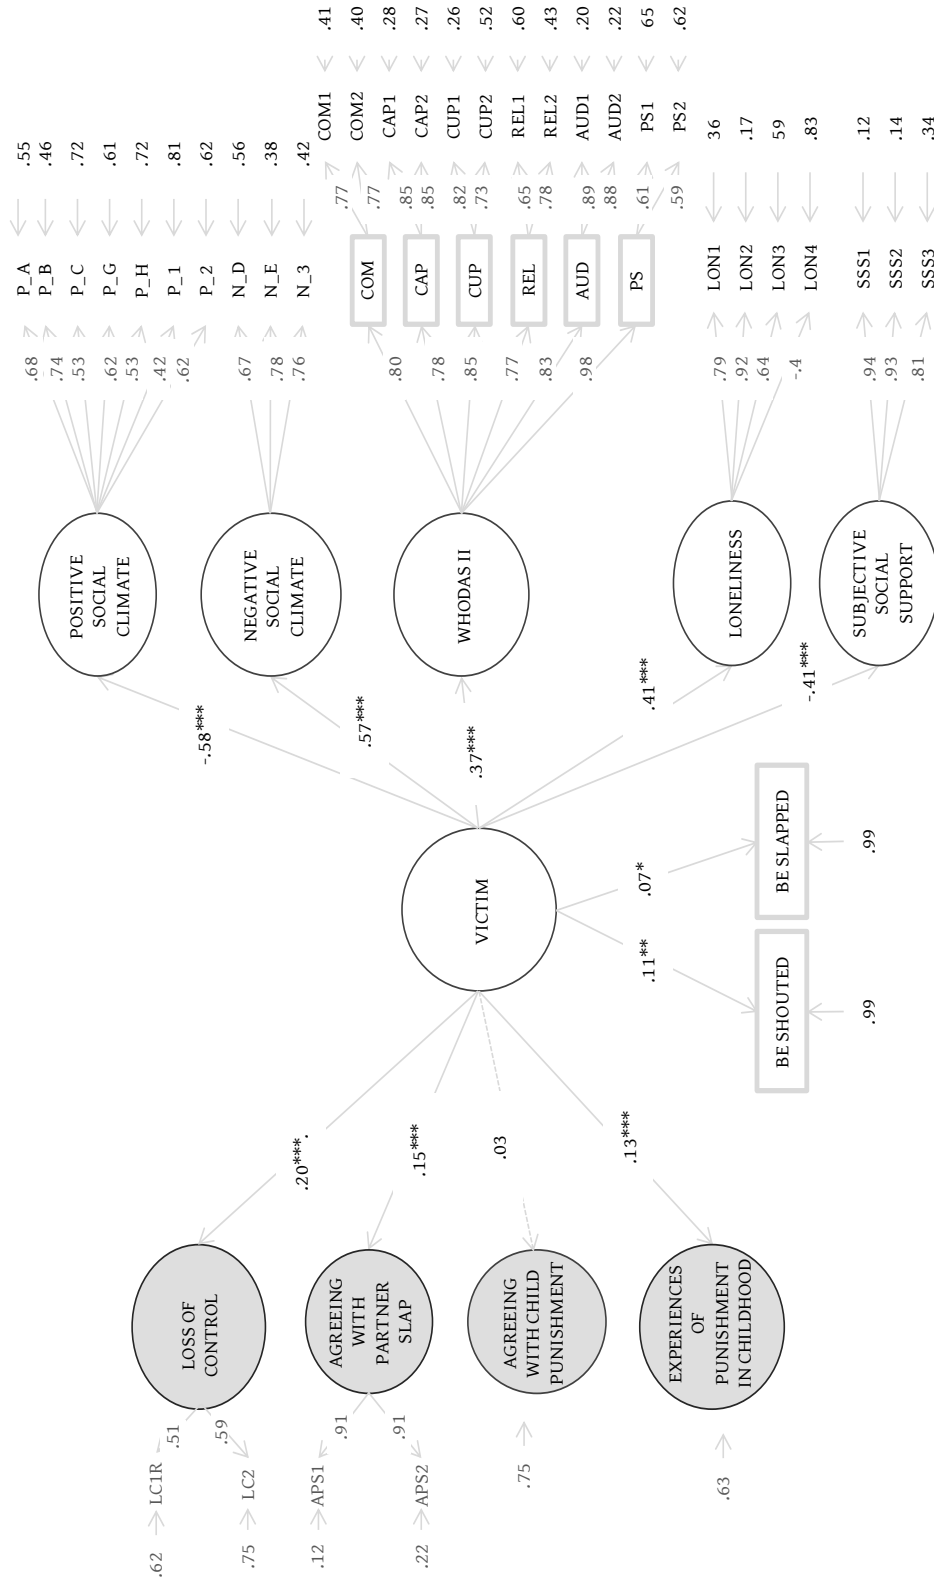 .62
LC1R
.51
.75
LC2
.59
LOSS OF
CONTROL
.12
APS1
.91
.22
APS2
.91
AGREEING
WITH
PARTNER
SLAP
.75
AGREEING
WITH CHILD
PUNISHMENT
.63
EXPERIENCES
OF
PUNISHMENT
IN CHILDHOOD
.20***.
.15***
.03
.13***
VICTIM
.11**
.07*
BE SHOUTED
BE SLAPPED
.99
.99
-.58***
.57***
.37***
.41***
-.41***
POSITIVE
SOCIAL
CLIMATE
.68
P_A
.55
.74
P_B
.46
.53
P_C
.72
.62
P_G
.61
.53
P_H
.72
.42
P_1
.81
.62
P_2
.62
NEGATIVE
SOCIAL
CLIMATE
.67
N_D
.56
.78
N_E
.38
.76
N_3
.42
WHODAS II
.80
COM
.78
CAP
.85
CUP
.77
REL
.83
AUD
.98
PS
.77
COM1
.41
.77
COM2
.40
.85
CAP1
.28
.85
CAP2
.27
.82
CUP1
.26
.73
CUP2
.52
.65
REL1
.60
.78
REL2
.43
.89
AUD1
.20
.88
AUD2
.22
.61
PS1
65
.59
PS2
.62
LONELINESS
.79
LON1
36
.92
LON2
.17
.64
LON3
59
-.4
LON4
.83
SUBJECTIVE
SOCIAL
SUPPORT
.94
SSS1
.12
.93
SSS2
.14
.81
SSS3
.34